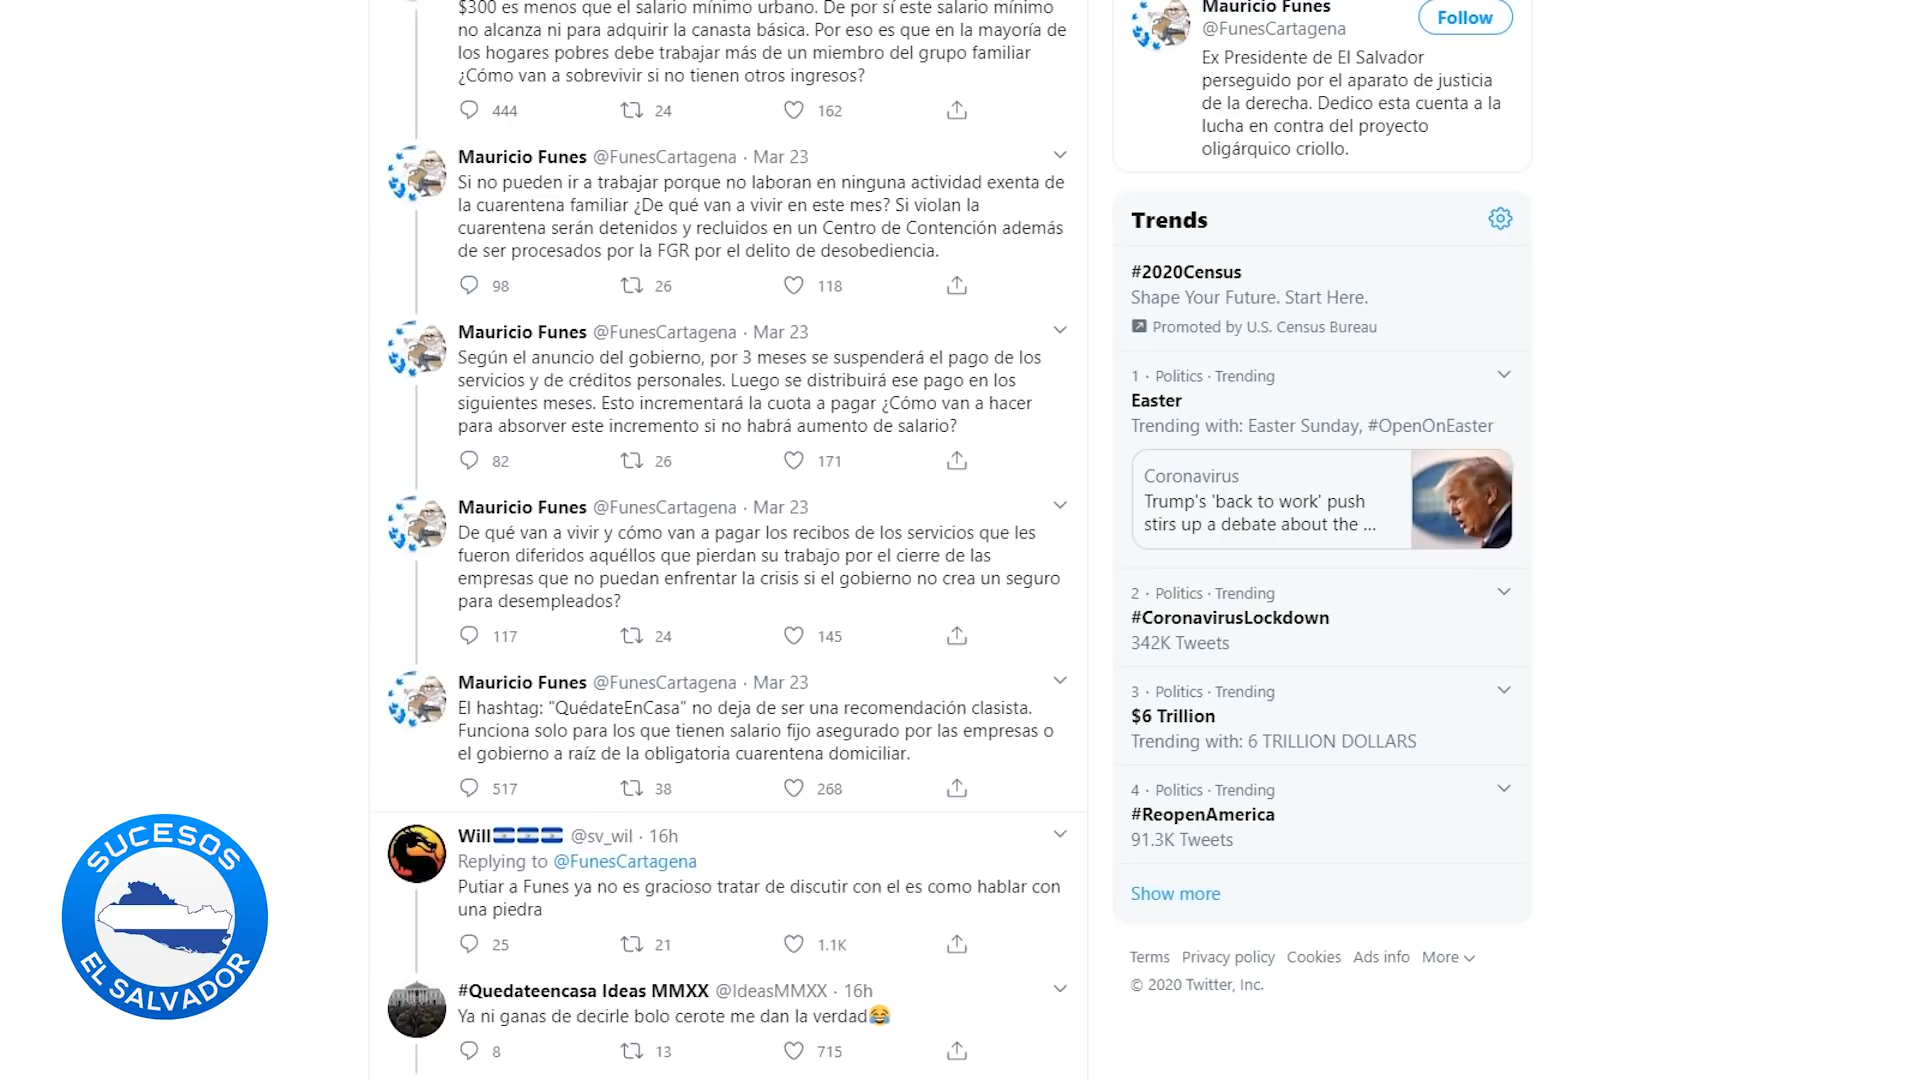 $300 es menos que el salario mínimo urbano. De por sí este salario mínimo
no alcanza ni para adquirir la canasta básica. Por eso es que en la mayoría de
los hogares pobres debe trabajar más de un miembro del grupo familiar
¿Cómo van a sobrevivir si no tienen otros ingresos?
444 24 162
Mauricio Funes @FunesCartagena · Mar 23
Si no pueden ir a trabajar porque no laboran en ninguna actividad exenta de
la cuarentena familiar ¿De qué van a vivir en este mes? Si violan la
cuarentena serán detenidos y recluidos en un Centro de Contención además
de ser procesados por la FGR por el delito de desobediencia.
98 26 118
Mauricio Funes @FunesCartagena · Mar 23
Según el anuncio del gobierno, por 3 meses se suspenderá el pago de los
servicios y de créditos personales. Luego se distribuirá ese pago en los
siguientes meses. Esto incrementará la cuota a pagar ¿Cómo van a hacer
para absorver este incremento si no habrá aumento de salario?
82 26 171
Mauricio Funes @FunesCartagena · Mar 23
De qué van a vivir y cómo van a pagar los recibos de los servicios que les
fueron diferidos aquéllos que pierdan su trabajo por el cierre de las
empresas que no puedan enfrentar la crisis si el gobierno no crea un seguro
para desempleados?
117 24 145
Mauricio Funes @FunesCartagena · Mar 23
El hashtag: "QuédateEnCasa" no deja de ser una recomendación clasista.
Funciona solo para los que tienen salario fijo asegurado por las empresas o
el gobierno a raíz de la obligatoria cuarentena domiciliar.
517 38 268
Will🇸🇻🇸🇻🇸🇻 @sv_wil · 16h
Replying to @FunesCartagena
Putiar a Funes ya no es gracioso tratar de discutir con el es como hablar con
una piedra
25 21 1.1K
#Quedateencasa Ideas MMXX @IdeasMMXX · 16h
Ya ni ganas de decirle bolo cerote me dan la verdad😂
8 13 715
Mauricio Funes
@FunesCartagena
Follow
Ex Presidente de El Salvador
perseguido por el aparato de justicia
de la derecha. Dedico esta cuenta a la
lucha en contra del proyecto
oligárquico criollo.
Trends
#2020Census
Shape Your Future. Start Here.
Promoted by U.S. Census Bureau
1 · Politics · Trending
Easter
Trending with: Easter Sunday, #OpenOnEaster
Coronavirus
Trump's 'back to work' push
stirs up a debate about the ...
2 · Politics · Trending
#CoronavirusLockdown
342K Tweets
3 · Politics · Trending
$6 Trillion
Trending with: 6 TRILLION DOLLARS
4 · Politics · Trending
#ReopenAmerica
91.3K Tweets
Show more
Terms Privacy policy Cookies Ads info More
© 2020 Twitter, Inc.
SUCESOS
EL SALVADOR